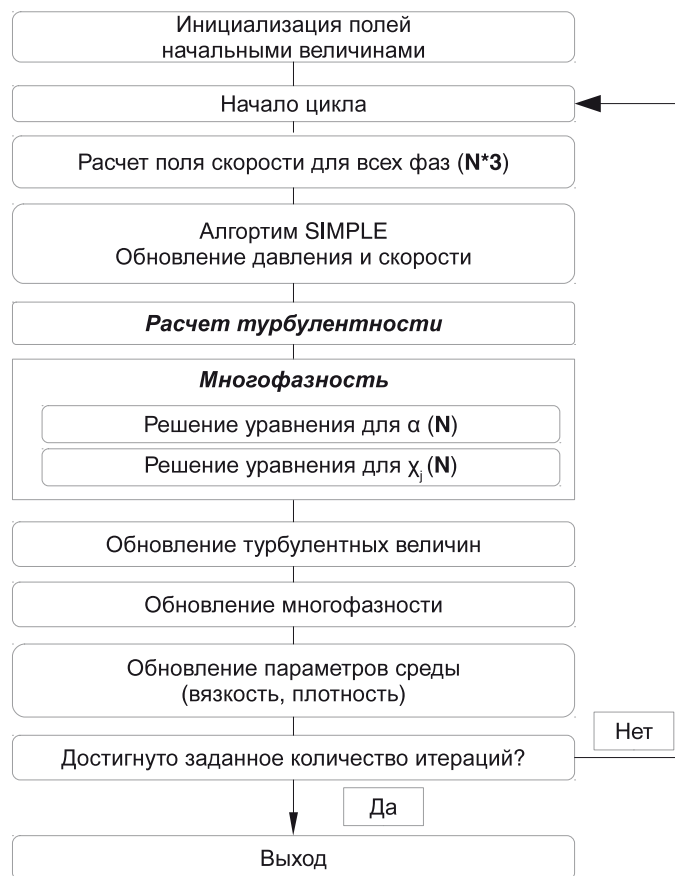 Инициализация полей
начальными величинами
Начало цикла
Расчет поля скорости для всех фаз (N*3)
Алгортим SIMPLE
Обновление давления и скорости
Расчет турбулентности
Многофазность
Решение уравнения для α (N)
Решение уравнения для χj (N)
Обновление турбулентных величин
Обновление многофазности
Обновление параметров среды
(вязкость, плотность)
Нет
Достигнуто заданное количество итераций?
Да
Выход